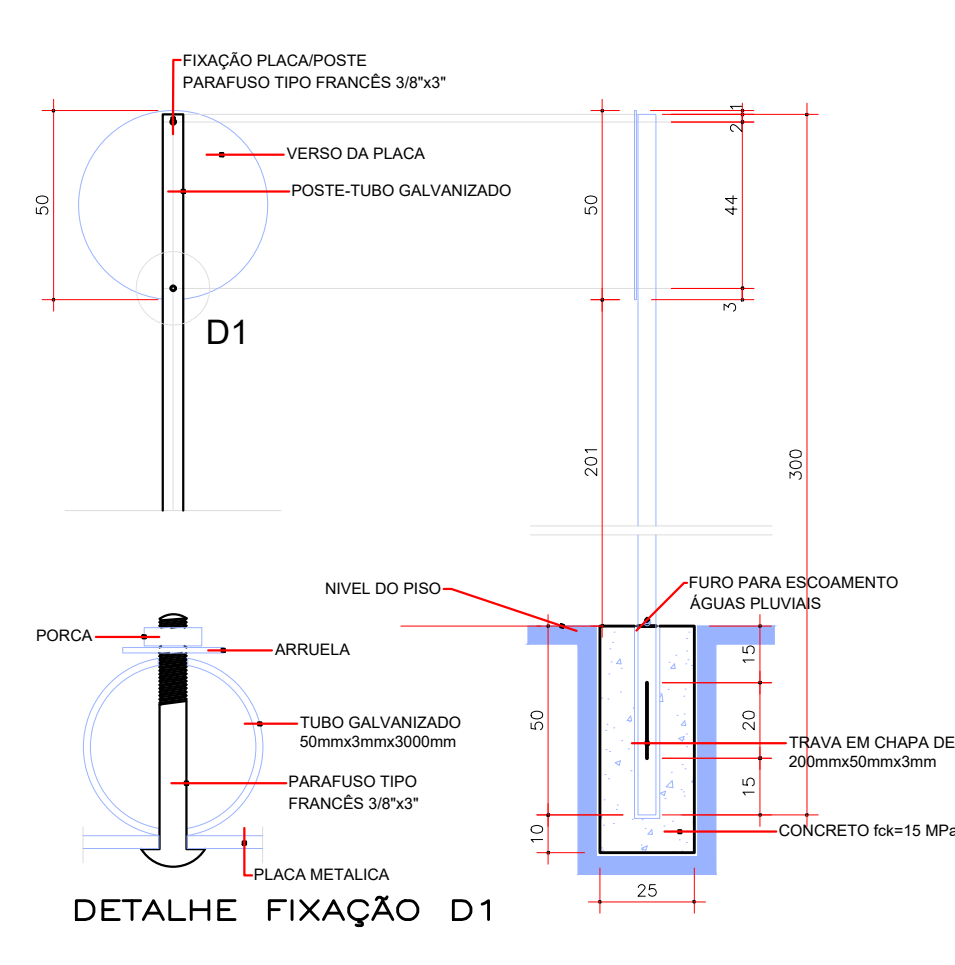 FIXAÇÃO PLACA/POSTE
PARAFUSO TIPO FRANCÊS 3/8"x3"
VERSO DA PLACA
POSTE-TUBO GALVANIZADO
50
D1
50
1
2
44
3
201
300
NIVEL DO PISO
FURO PARA ESCOAMENTO
ÁGUAS PLUVIAIS
PORCA
ARRUELA
TUBO GALVANIZADO
50mmx3mmx3000mm
PARAFUSO TIPO
FRANCÊS 3/8"x3"
PLACA METALICA
50
10
15
20
15
TRAVA EM CHAPA DE
200mmx50mmx3mm
CONCRETO fck=15 MPa
25
DETALHE FIXAÇÃO D1